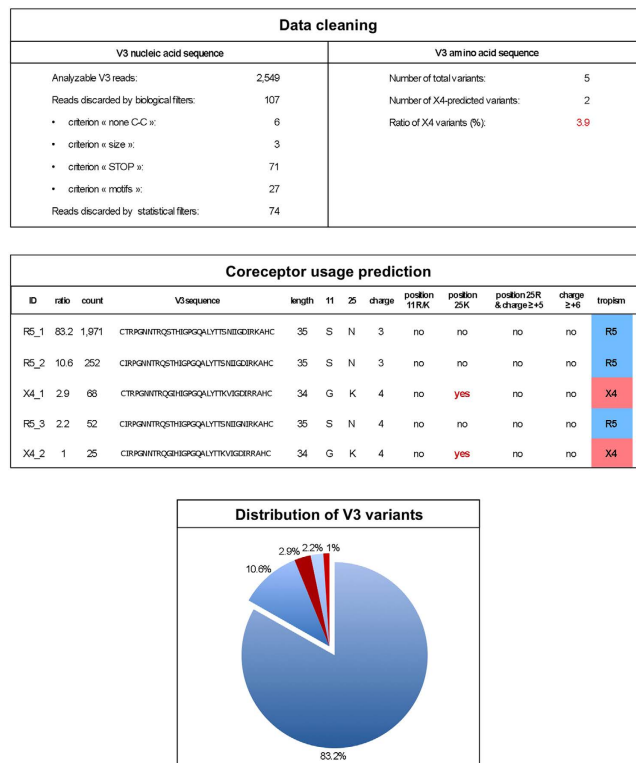 Data cleaning
V3 nucleic acid sequence
V3 amino acid sequence
Analyzable V3 reads: 2,549
Number of total variants: 5
Reads discarded by biological filters: 107
Number of X4-predicted variants: 2
• criterion « none C-C »: 6
Ratio of X4 variants (%): 3.9
• criterion « size »: 3
• criterion « STOP »: 71
• criterion « motifs »: 27
Reads discarded by statistical filters: 74
Coreceptor usage prediction
ID ratio count V3 sequence length 11 25 charge position 11R/K position 25K position 25R & charge ≥+5 charge ≥+6 tropism
R5_1 83.2 1,971 CTRPGNNTRQSTHIGPGQALYTTSNIIGDIRKAHC 35 S N 3 no no no no R5
R5_2 10.6 252 CIRPGNNTRQSTHIGPGQALYTTSNIIGDIRKAHC 35 S N 3 no no no no R5
X4_1 2.9 68 CTRPGNNTRQGIHIGPGQALYTTKVIGDIRRAHC 34 G K 4 no yes no no X4
R5_3 2.2 52 CIRPGNNTRQSTHIGPGQALYTTSNIIGNIRKAHC 35 S N 4 no no no no R5
X4_2 1 25 CIRPGNNTRQGIHIGPGQALYTTKVIGDIRRAHC 34 G K 4 no yes no no X4
Distribution of V3 variants
2.9% 2.2% 1%
10.6%
83.2%